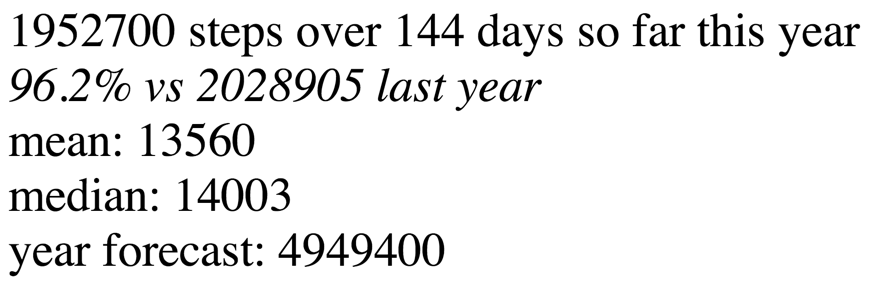 1952700 steps over 144 days so far this year
96.2% vs 2028905 last year
mean: 13560
median: 14003
year forecast: 4949400